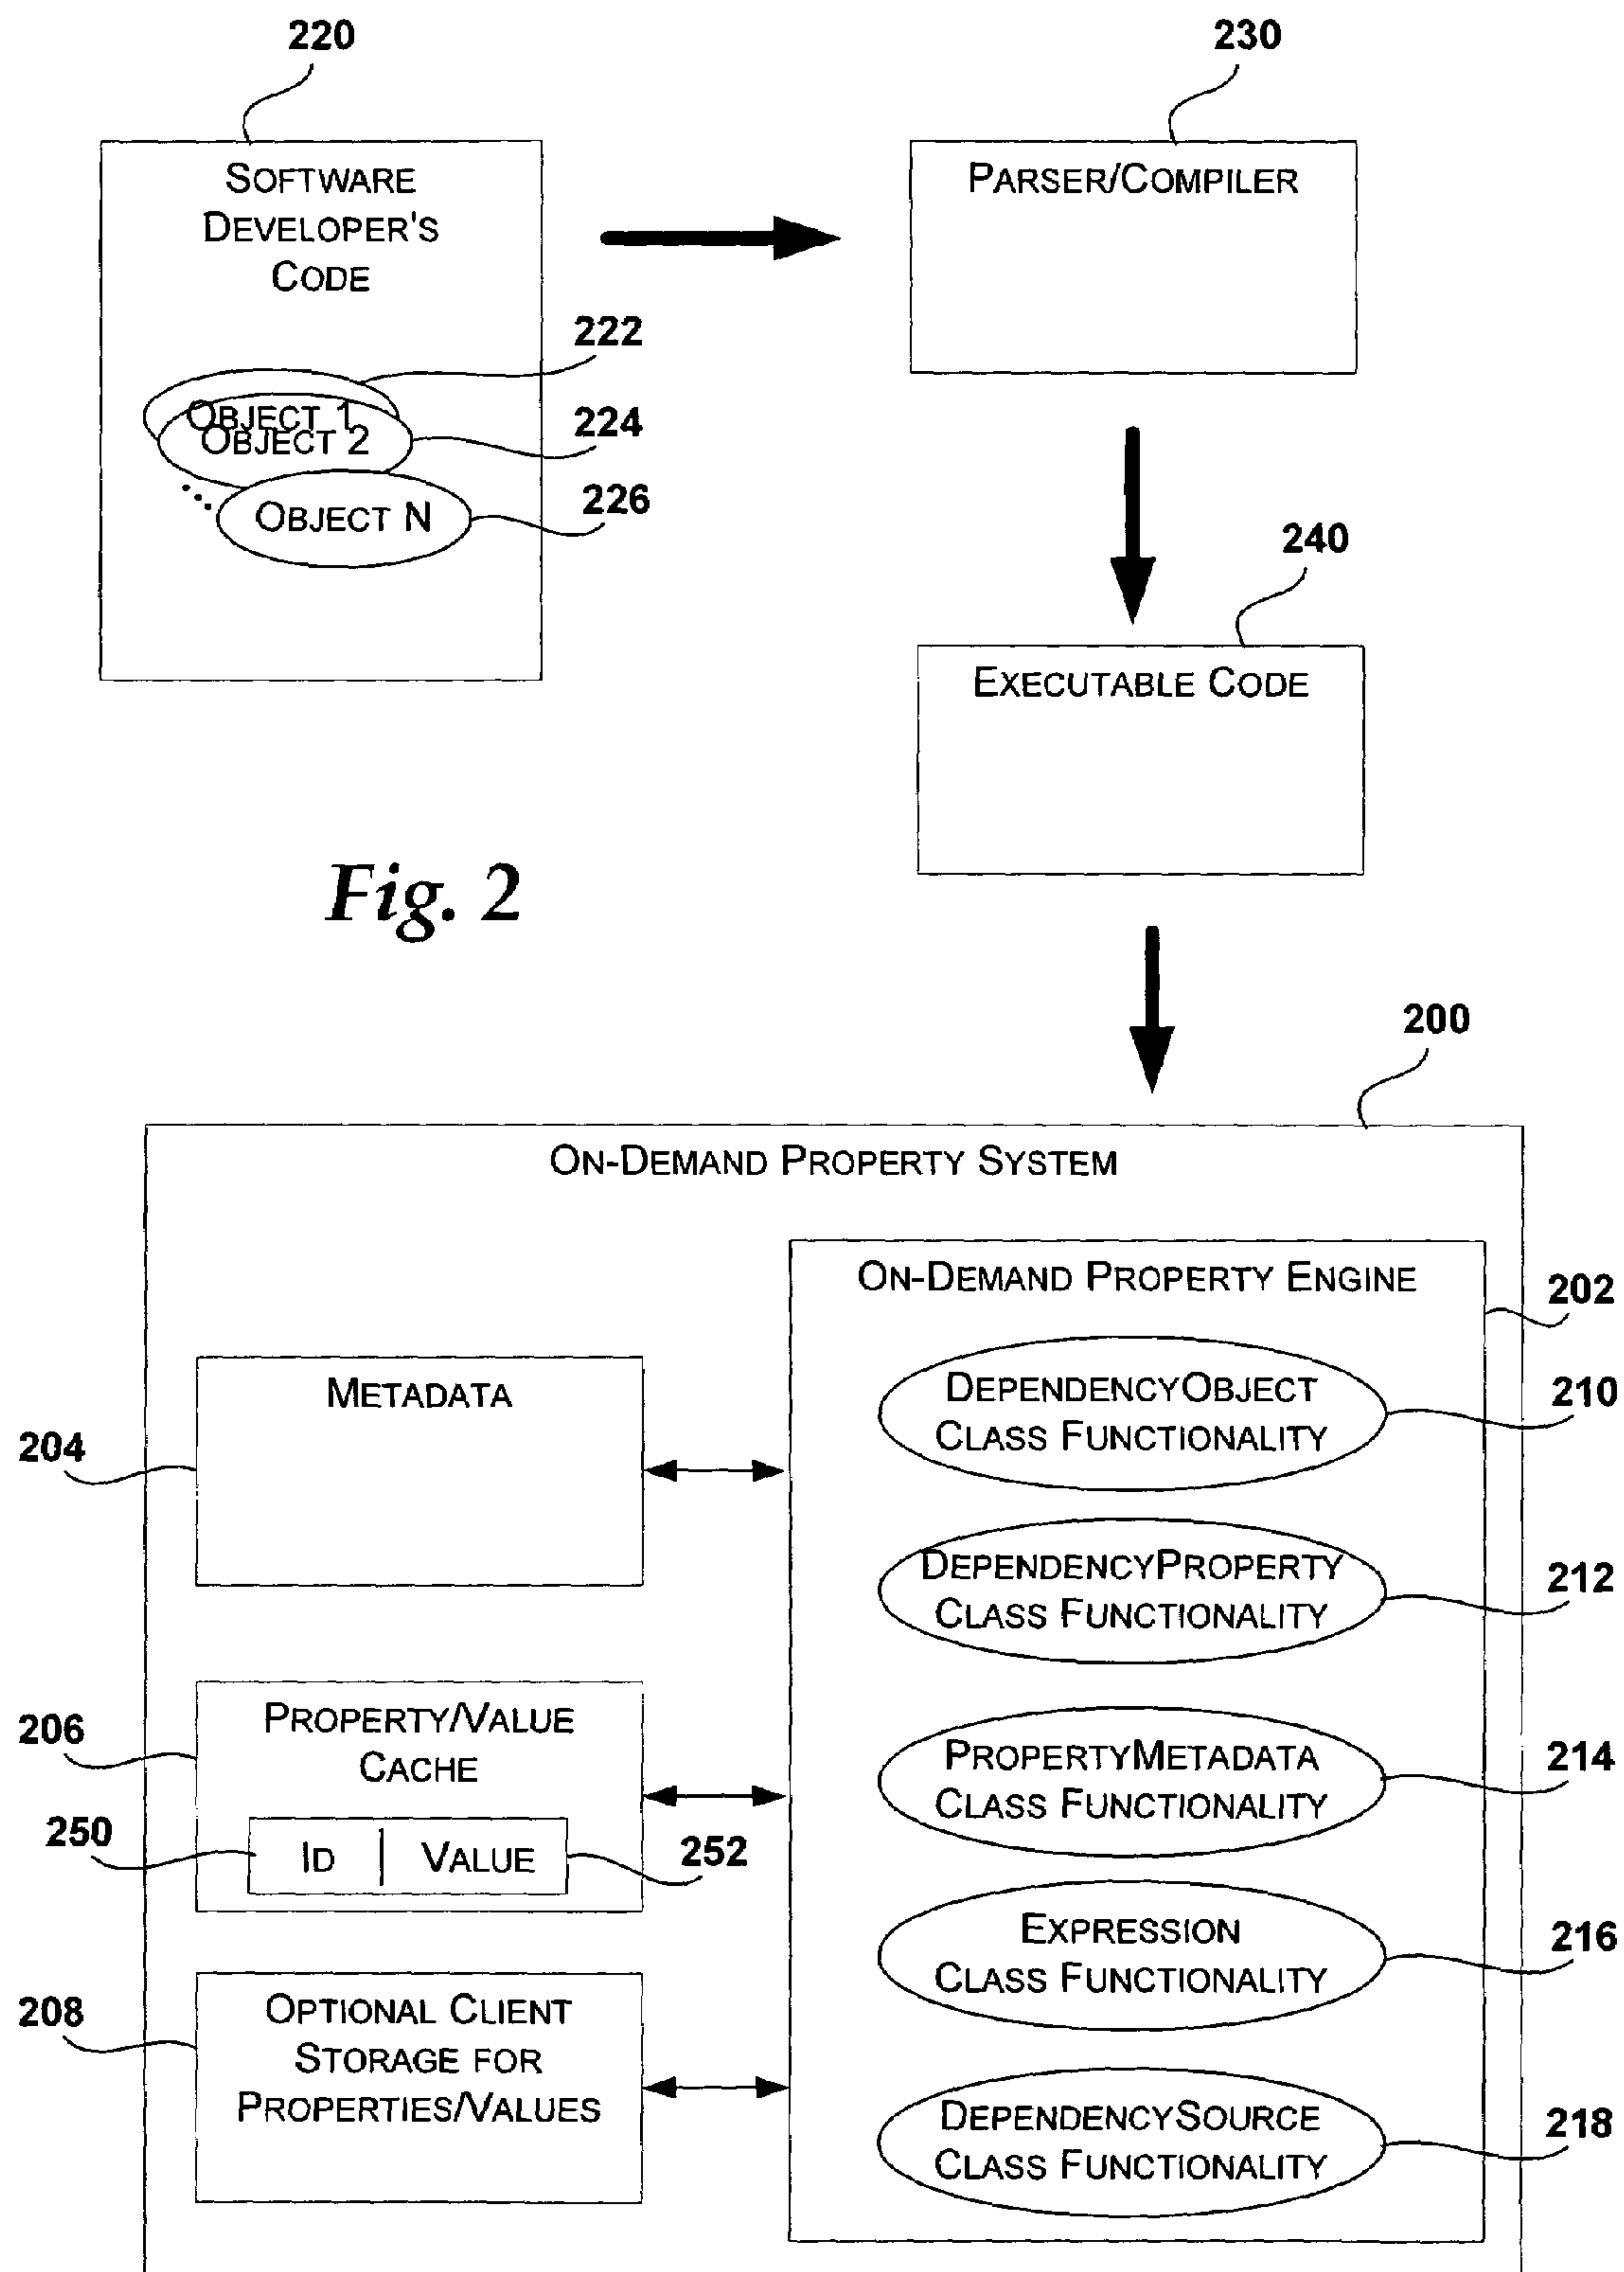 220
230
SOFTWARE
DEVELOPER'S
CODE
PARSER/COMPILER
222
OBJECT 1
224
OBJECT 2
226
OBJECT N
240
EXECUTABLE CODE
Fig. 2
200
ON-DEMAND PROPERTY SYSTEM
ON-DEMAND PROPERTY ENGINE
202
METADATA
204
DEPENDENCYOBJECT
CLASS FUNCTIONALITY
210
DEPENDENCYPROPERTY
CLASS FUNCTIONALITY
212
206
PROPERTY/VALUE
CACHE
250
ID | VALUE
252
PROPERTYMETADATA
CLASS FUNCTIONALITY
214
EXPRESSION
CLASS FUNCTIONALITY
216
208
OPTIONAL CLIENT
STORAGE FOR
PROPERTIES/VALUES
DEPENDENCYSOURCE
CLASS FUNCTIONALITY
218